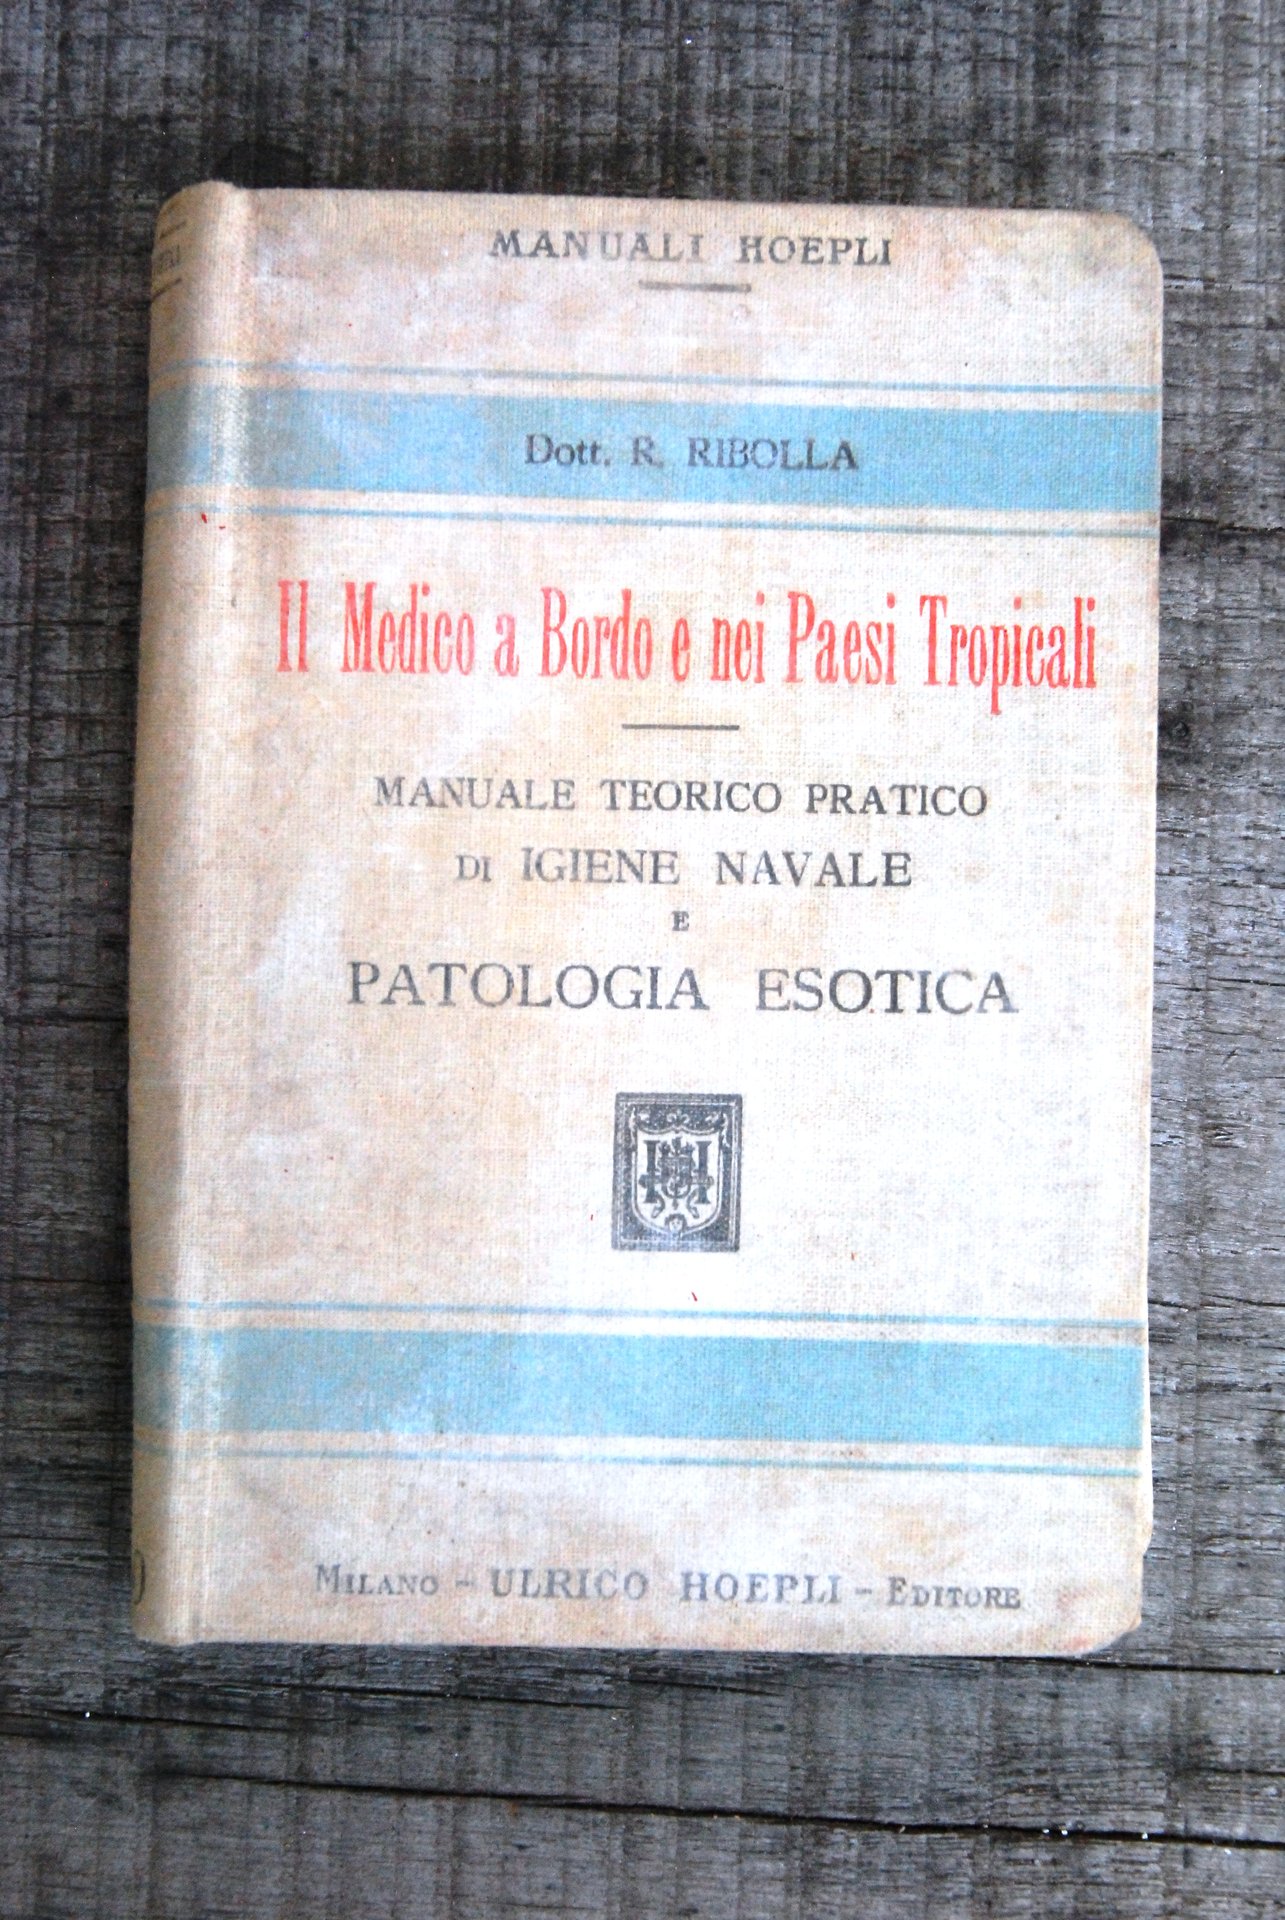 MANUALI HOEPLI
Dott. R. RIBOLLA
Il Medico a Bordo e nei Paesi Tropicali
MANUALE TEORICO PRATICO
DI IGIENE NAVALE
E
PATOLOGIA ESOTICA
MILANO - ULRICO HOEPLI - EDITORE